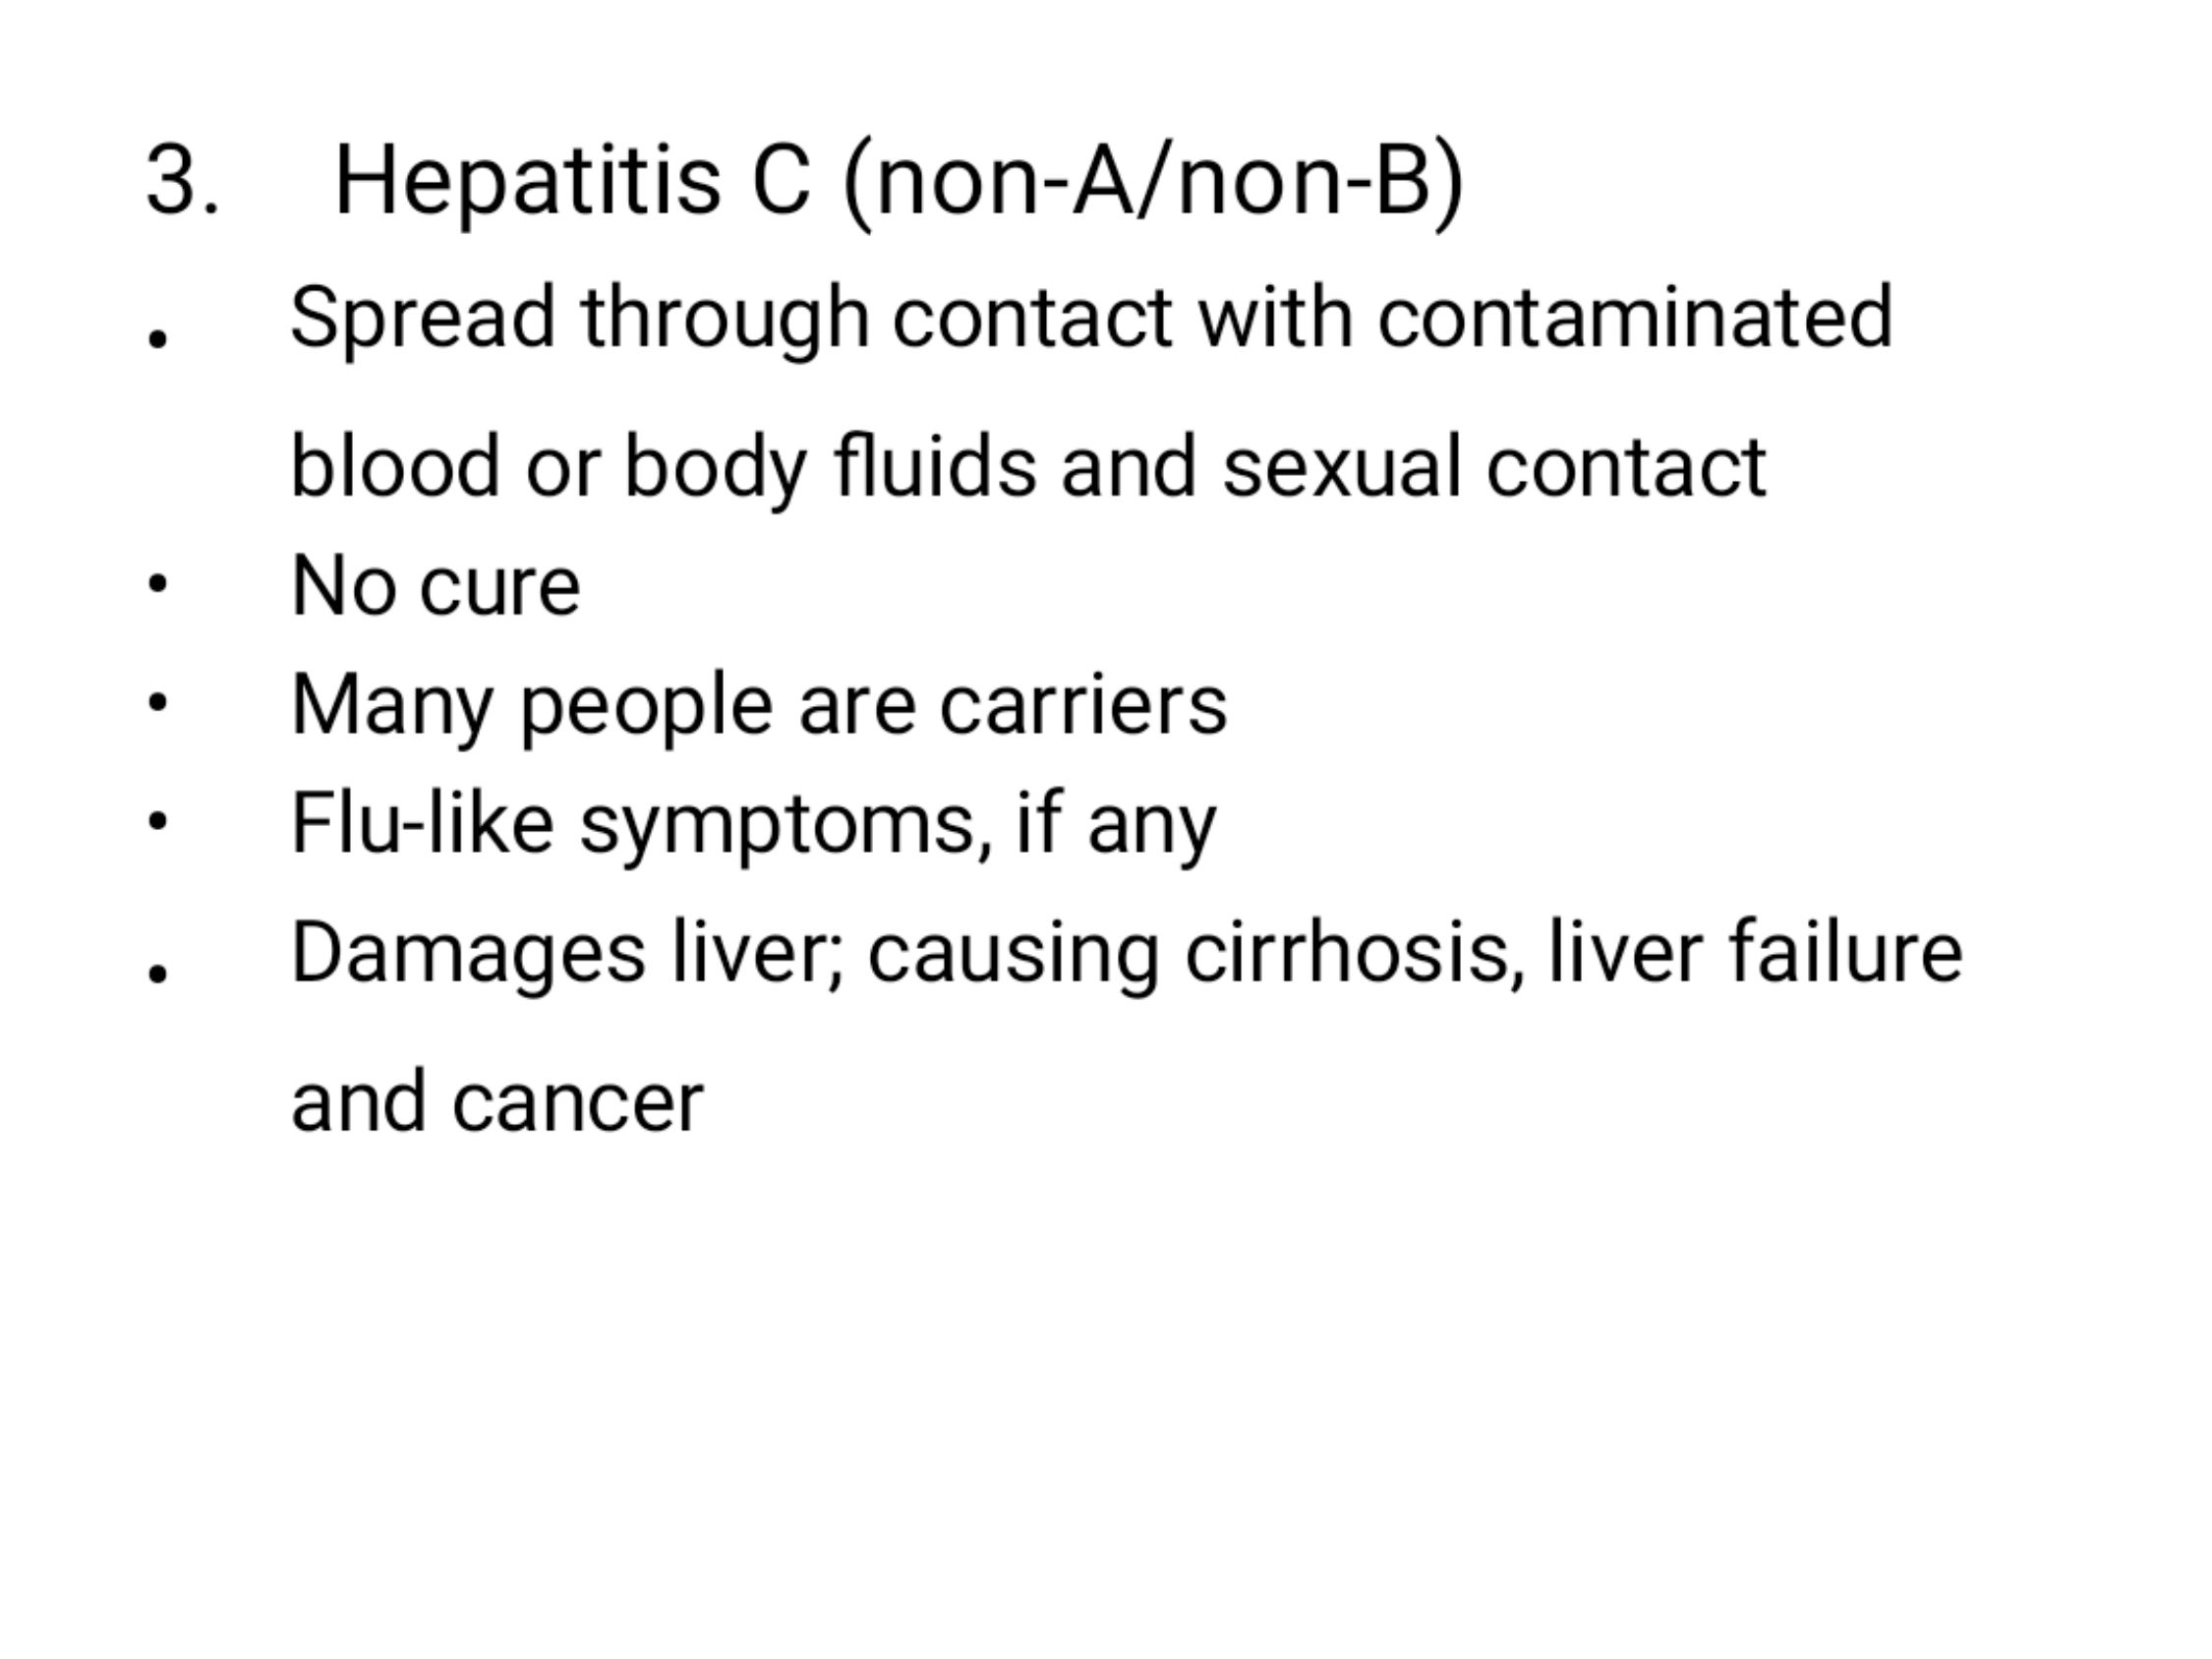 3. Hepatitis C (non-A/non-B)
• Spread through contact with contaminated
blood or body fluids and sexual contact
• No cure
• Many people are carriers
• Flu-like symptoms, if any
• Damages liver; causing cirrhosis, liver failure
and cancer